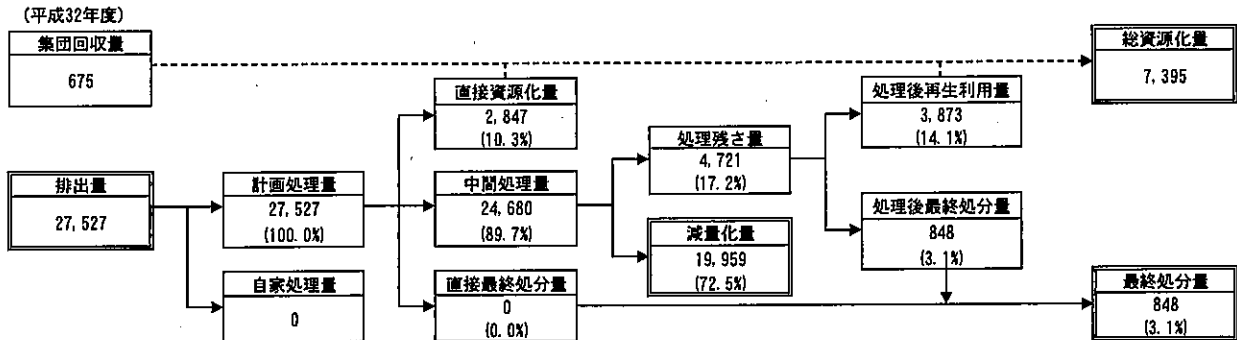 (平成32年度)
集団回収量
675
総資源化量
7,395
直接資源化量
2,847
(10.3%)
処理後再生利用量
3,873
(14.1%)
処理残さ量
4,721
(17.2%)
排出量
27,527
計画処理量
27,527
(100.0%)
中間処理量
24,680
(89.7%)
処理後最終処分量
848
(3.1%)
減量化量
19,959
(72.5%)
自家処理量
0
直接最終処分量
0
(0.0%)
最終処分量
848
(3.1%)